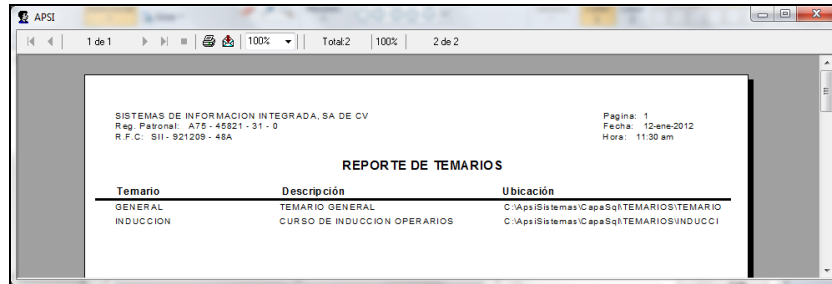 APSI
1 de 1 100% Total:2 100% 2 de 2
SISTEMAS DE INFORMACION INTEGRADA, SA DE CV Pagina: 1
Reg. Patronal: A75 - 45821 - 31 - 0 Fecha: 12-ene-2012
R.F.C: SII - 921209 - 48A Hora: 11:30 am
REPORTE DE TEMARIOS
Temario Descripción Ubicación
GENERAL TEMARIO GENERAL C:\ApsiSistemas\CapaSql\TEMARIOS\TEMARIO
INDUCCION CURSO DE INDUCCION OPERARIOS C:\ApsiSistemas\CapaSql\TEMARIOS\INDUCCI